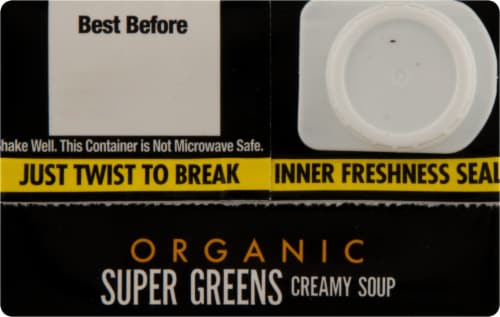 Best Before
Shake Well. This Container is Not Microwave Safe.
JUST TWIST TO BREAK INNER FRESHNESS SEAL
ORGANIC
SUPER GREENS CREAMY SOUP